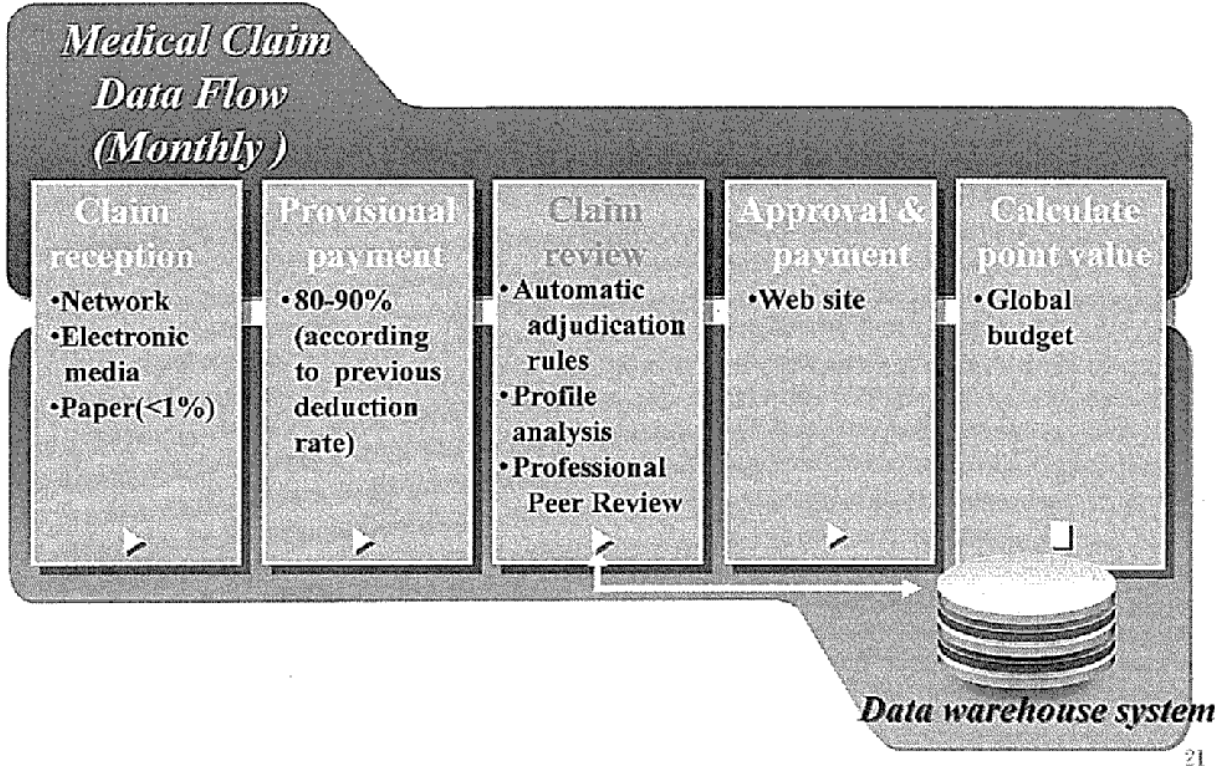 Medical Claim
Data Flow
(Monthly )
Claim
reception
•Network
•Electronic
media
•Paper(<1%)
Provisional
payment
•80-90%
(according
to previous
deduction
rate)
Claim
review
•Automatic
adjudication
rules
•Profile
analysis
•Professional
Peer Review
Approval &
payment
•Web site
Calculate
point value
•Global
budget
Data warehouse system
21